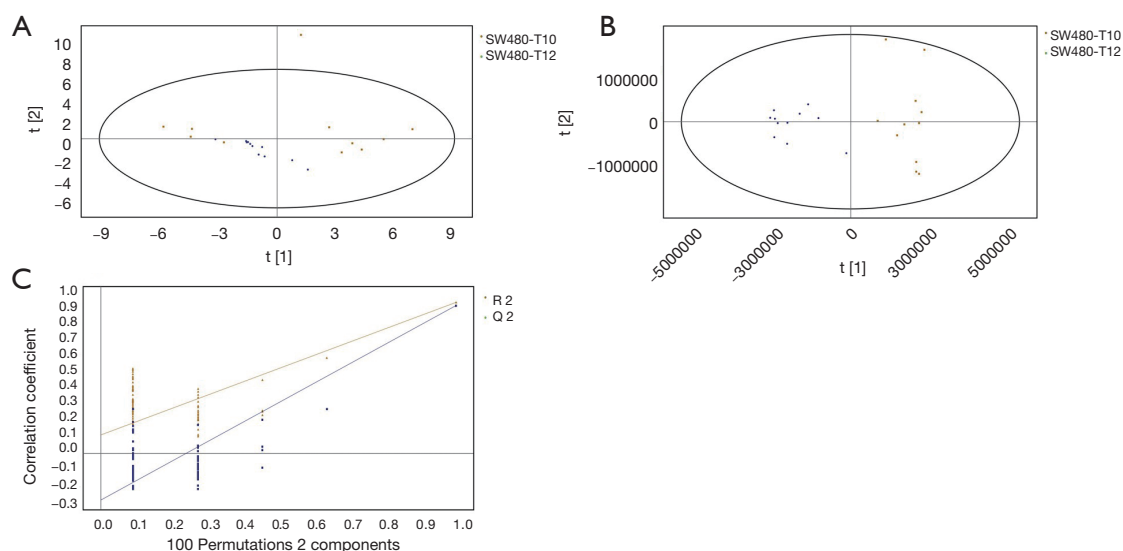 A
10
8
6
4
2
0
−2
−4
−6
t [2]
−9 −6 −3 0 3 6 9
t [1]
SW480-T10
SW480-T12
B
1000000
0
−1000000
t [2]
−5000000 −3000000 0 3000000 5000000
t [1]
SW480-T10
SW480-T12
C
1.0
0.9
0.8
0.7
0.6
0.5
0.4
0.3
0.2
0.1
0.0
−0.1
−0.2
−0.3
Correlation coefficient
0.0 0.1 0.2 0.3 0.4 0.5 0.6 0.7 0.8 0.9 1.0
100 Permutations 2 components
R 2
Q 2